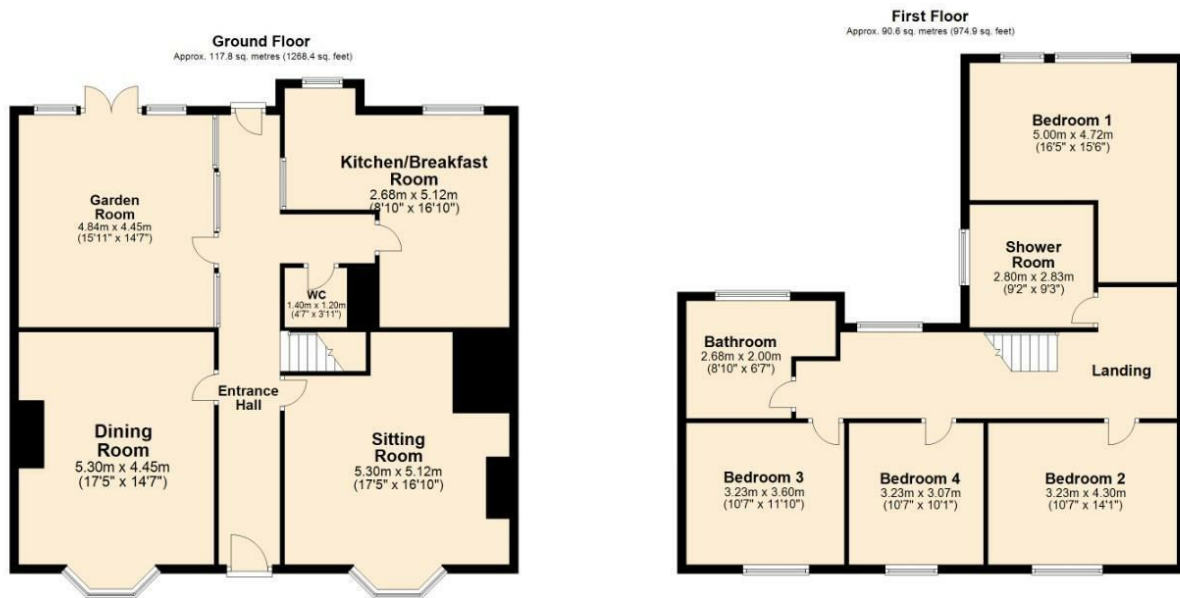 Ground Floor
Approx. 117.8 sq. metres (1268.4 sq. feet)
Garden
Room
4.84m x 4.45m
(15'11" x 14'7")
Kitchen/Breakfast
Room
2.68m x 5.12m
(8'10" x 16'10")
WC
1.40m x 1.20m
(4'7" x 3'11")
Entrance
Hall
Dining
Room
5.30m x 4.45m
(17'5" x 14'7")
Sitting
Room
5.30m x 5.12m
(17'5" x 16'10")
First Floor
Approx. 90.6 sq. metres (974.9 sq. feet)
Bedroom 1
5.00m x 4.72m
(16'5" x 15'6")
Shower
Room
2.80m x 2.83m
(9'2" x 9'3")
Bathroom
2.68m x 2.00m
(8'10" x 6'7")
Landing
Bedroom 3
3.23m x 3.60m
(10'7" x 11'10")
Bedroom 4
3.23m x 3.07m
(10'7" x 10'1")
Bedroom 2
3.23m x 4.30m
(10'7" x 14'1")